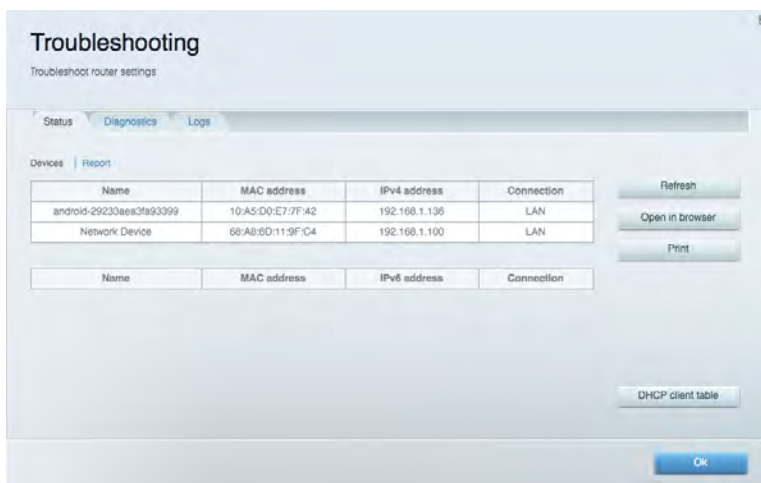 Troubleshooting
Troubleshoot router settings
Status Diagnostics Logs
Devices | Report
Name MAC address IPv4 address Connection
android-29233aea3fa93399 10:A5:D0:E7:7F:42 192.168.1.136 LAN
Network Device 68:A8:6D:11:9F:C4 192.168.1.100 LAN
Refresh
Open in browser
Print
Name MAC address IPv6 address Connection
DHCP client table
Ok